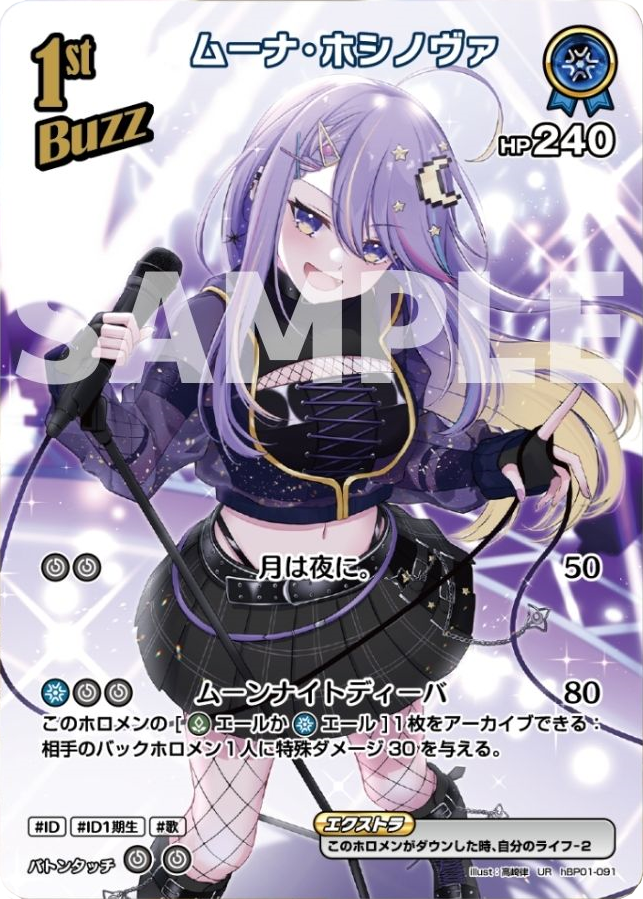 1st
Buzz
ムーナ・ホシノヴァ
HP240
SAMPLE
月は夜に。 50
ムーンナイトディーバ 80
このホロメンの[エールかエール]1枚をアーカイブできる：
相手のバックホロメン1人に特殊ダメージ30を与える。
#ID #ID1期生 #歌
エクストラ
このホロメンがダウンした時、自分のライフ-2
バトンタッチ
illust：高崎律 UR hBP01-091